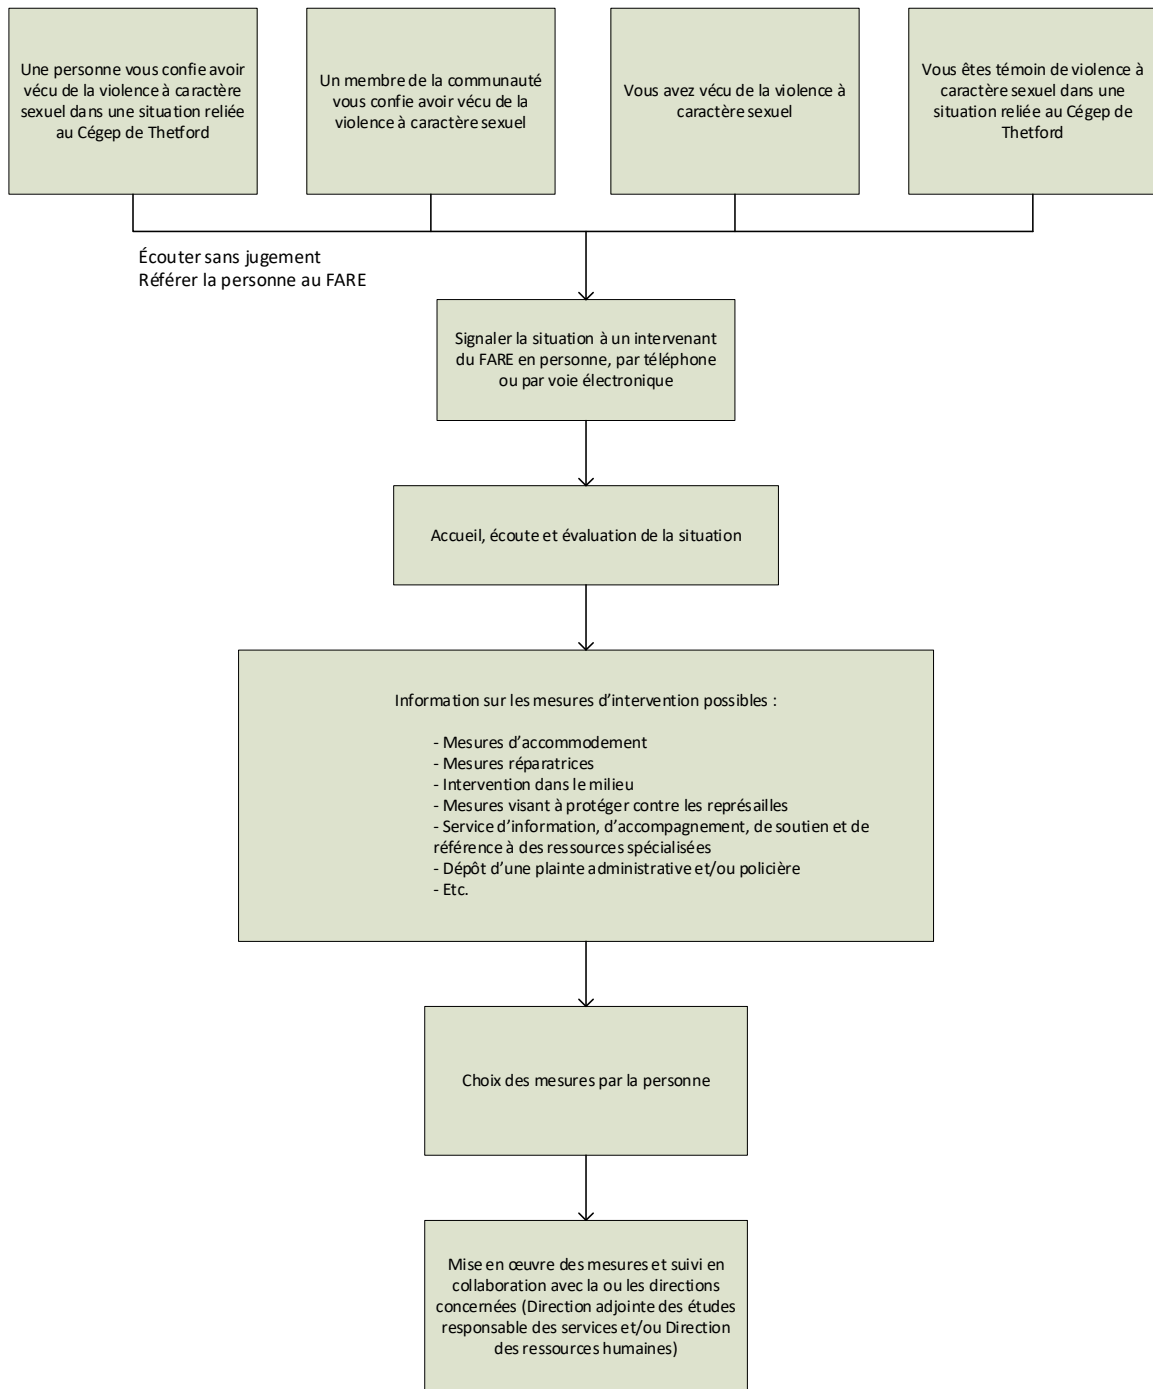 Une personne vous confie avoir
vécu de la violence à caractère
sexuel dans une situation reliée
au Cégep de Thetford
Un membre de la communauté
vous confie avoir vécu de la
violence à caractère sexuel
Vous avez vécu de la violence à
caractère sexuel
Vous êtes témoin de violence à
caractère sexuel dans une
situation reliée au Cégep de
Thetford
Écouter sans jugement
Référer la personne au FARE
Signaler la situation à un intervenant
du FARE en personne, par téléphone
ou par voie électronique
Accueil, écoute et évaluation de la situation
Information sur les mesures d'intervention possibles :
- Mesures d'accommodement
- Mesures réparatrices
- Intervention dans le milieu
- Mesures visant à protéger contre les représailles
- Service d'information, d'accompagnement, de soutien et de
référence à des ressources spécialisées
- Dépôt d'une plainte administrative et/ou policière
- Etc.
Choix des mesures par la personne
Mise en œuvre des mesures et suivi en
collaboration avec la ou les directions
concernées (Direction adjointe des études
responsable des services et/ou Direction
des ressources humaines)